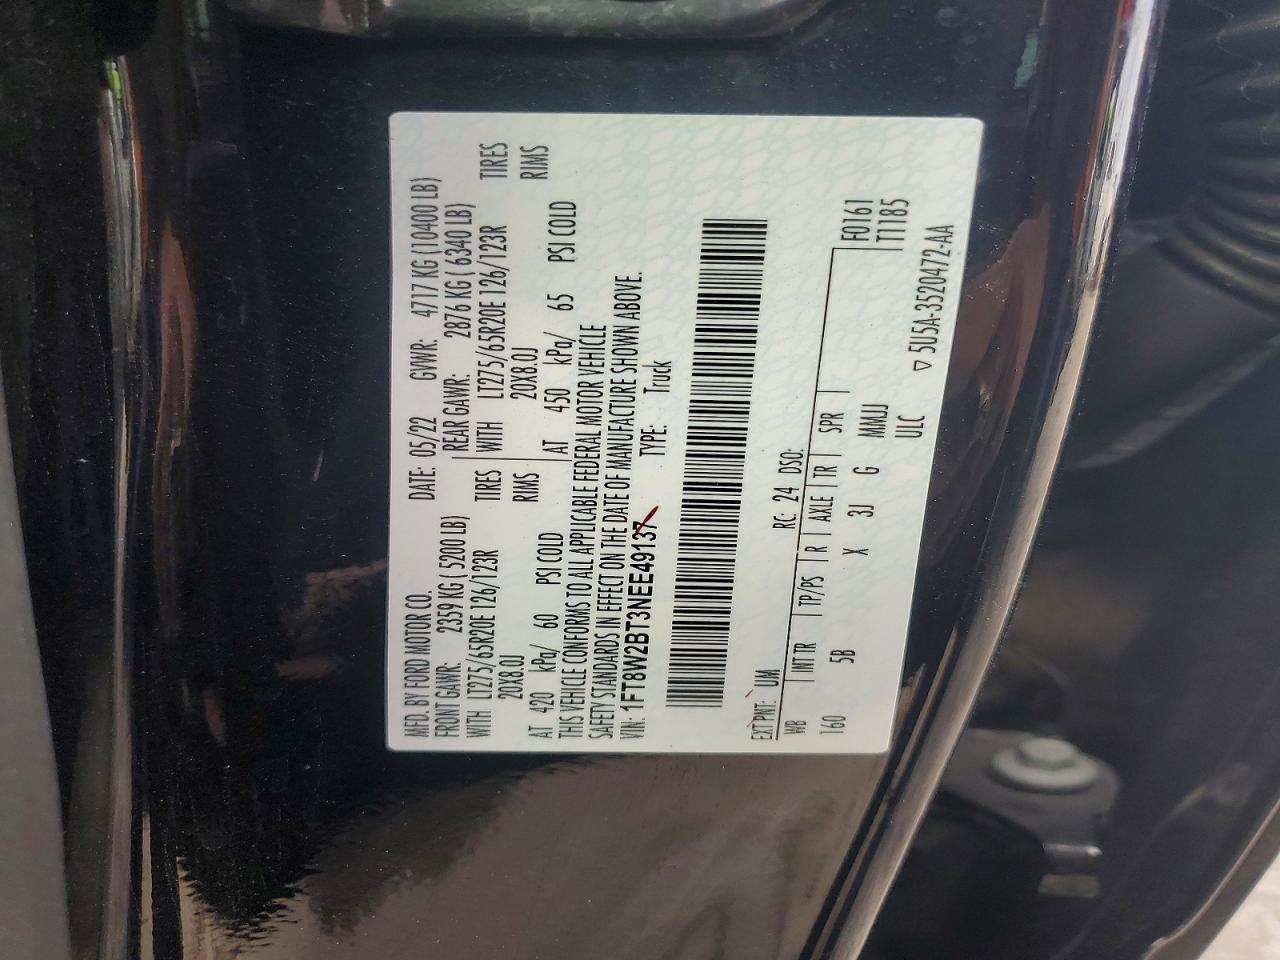 MFD. BY FORD MOTOR CO. DATE: 05/22 GVWR: 4717 KG (10400 LB)
FRONT GAWR: 2359 KG ( 5200 LB) REAR GAWR: 2876 KG ( 6340 LB)
WITH LT275/65R20E 126/123R TIRES WITH LT275/65R20E 126/123R TIRES
20X8.0J RIMS 20X8.0J RIMS
AT 420 kPa/ 60 PSI COLD AT 450 kPa/ 65 PSI COLD
THIS VEHICLE CONFORMS TO ALL APPLICABLE FEDERAL MOTOR VEHICLE
SAFETY STANDARDS IN EFFECT ON THE DATE OF MANUFACTURE SHOWN ABOVE.
VIN: 1FT8W2BT3NEE49137 TYPE: Truck
EXT PNT: UM RC: 24 DSO:
WB INT TR TP/PS R AXLE TR SPR F0161
160 5B X 3J G MMJJ T1185
ULC ▽ 5U5A-3520472-AA